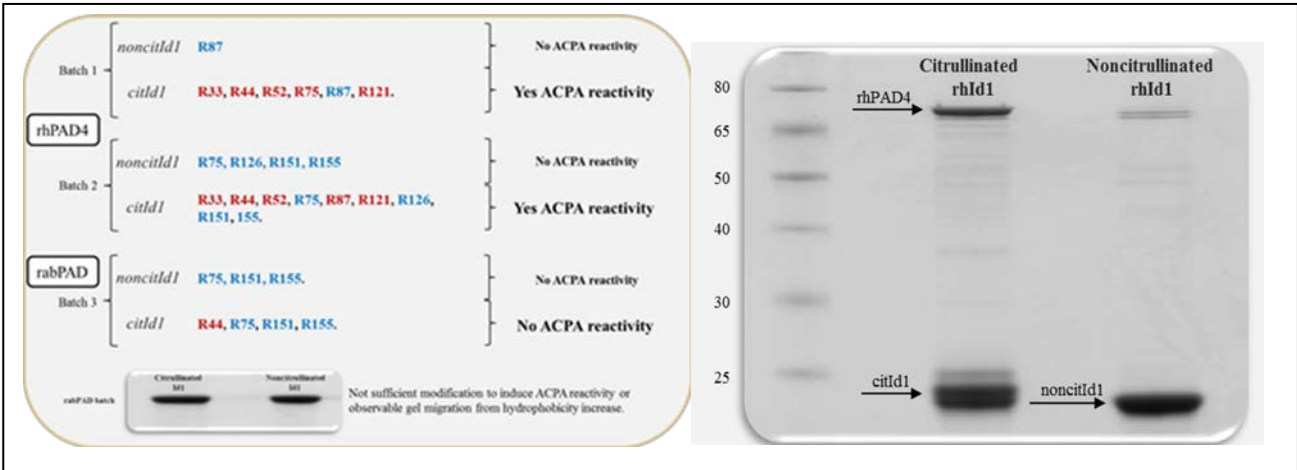 noncitId1 R87 No ACPA reactivity
Batch 1
citId1 R33, R44, R52, R75, R87, R121. Yes ACPA reactivity
rhPAD4
noncitId1 R75, R126, R151, R155 No ACPA reactivity
Batch 2
citId1 R33, R44, R52, R75, R87, R121, R126, Yes ACPA reactivity
R151, 155.
rabPAD
noncitId1 R75, R151, R155. No ACPA reactivity
Batch 3
citId1 R44, R75, R151, R155. No ACPA reactivity
Citrullinated Noncitrullinated
Id1 Id1
rabPAD batch
Not sufficient modification to induce ACPA reactivity or
observable gel migration from hydrophobicity increase.
Citrullinated Noncitrullinated
rhId1 rhId1
80
rhPAD4
65
50
40
30
25
citId1 noncitId1